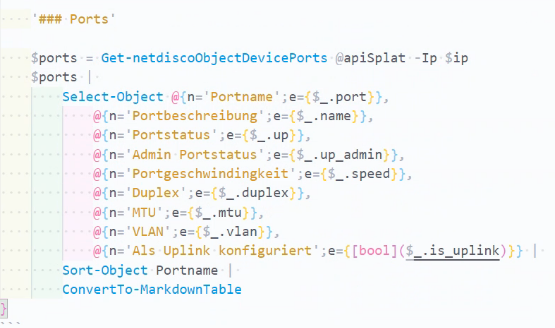 '### Ports'
$ports = Get-netdiscoObjectDevicePorts @apiSplat -Ip $ip
$ports |
Select-Object @{n='Portname';e={$_.port}},
@{n='Portbeschreibung';e={$_.name}},
@{n='Portstatus';e={$_.up}},
@{n='Admin Portstatus';e={$_.up_admin}},
@{n='Portgeschwindingkeit';e={$_.speed}},
@{n='Duplex';e={$_.duplex}},
@{n='MTU';e={$_.mtu}},
@{n='VLAN';e={$_.vlan}},
@{n='Als Uplink konfiguriert';e={[bool]($_.is_uplink)}} |
Sort-Object Portname |
ConvertTo-MarkdownTable
}
```